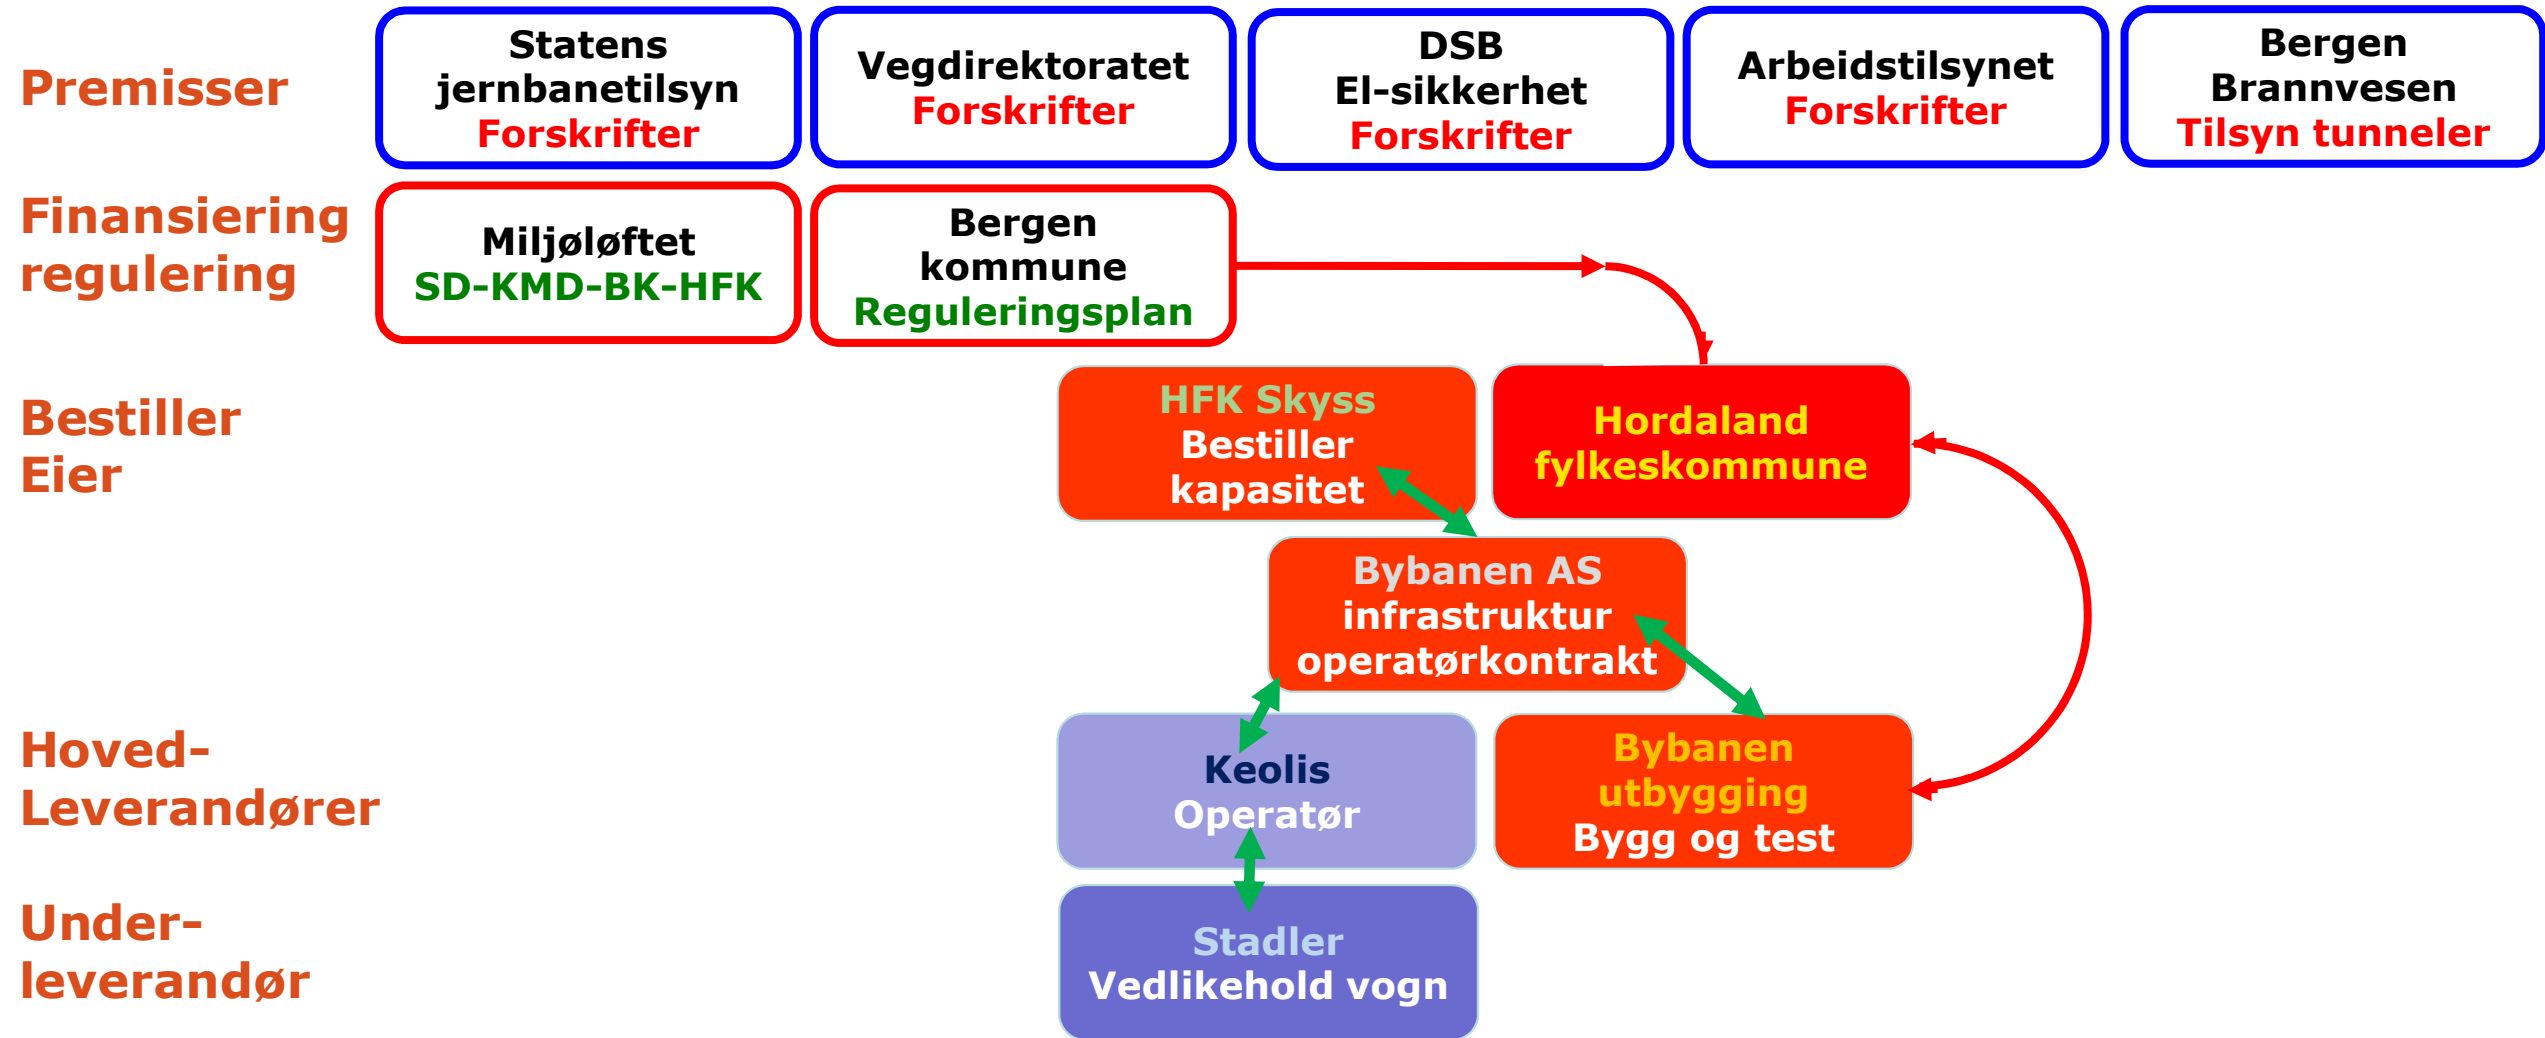 Premisser
Statens
jernbanetilsyn
Forskrifter
Vegdirektoratet
Forskrifter
DSB
El-sikkerhet
Forskrifter
Arbeidstilsynet
Forskrifter
Bergen
Brannvesen
Tilsyn tunneler
Finansiering
regulering
Miljøløftet
SD-KMD-BK-HFK
Bergen
kommune
Reguleringsplan
Bestiller
Eier
HFK Skyss
Bestiller
kapasitet
Hordaland
fylkeskommune
Bybanen AS
infrastruktur
operatørkontrakt
Hoved-
Leverandører
Keolis
Operatør
Bybanen
utbygging
Bygg og test
Under-
leverandør
Stadler
Vedlikehold vogn